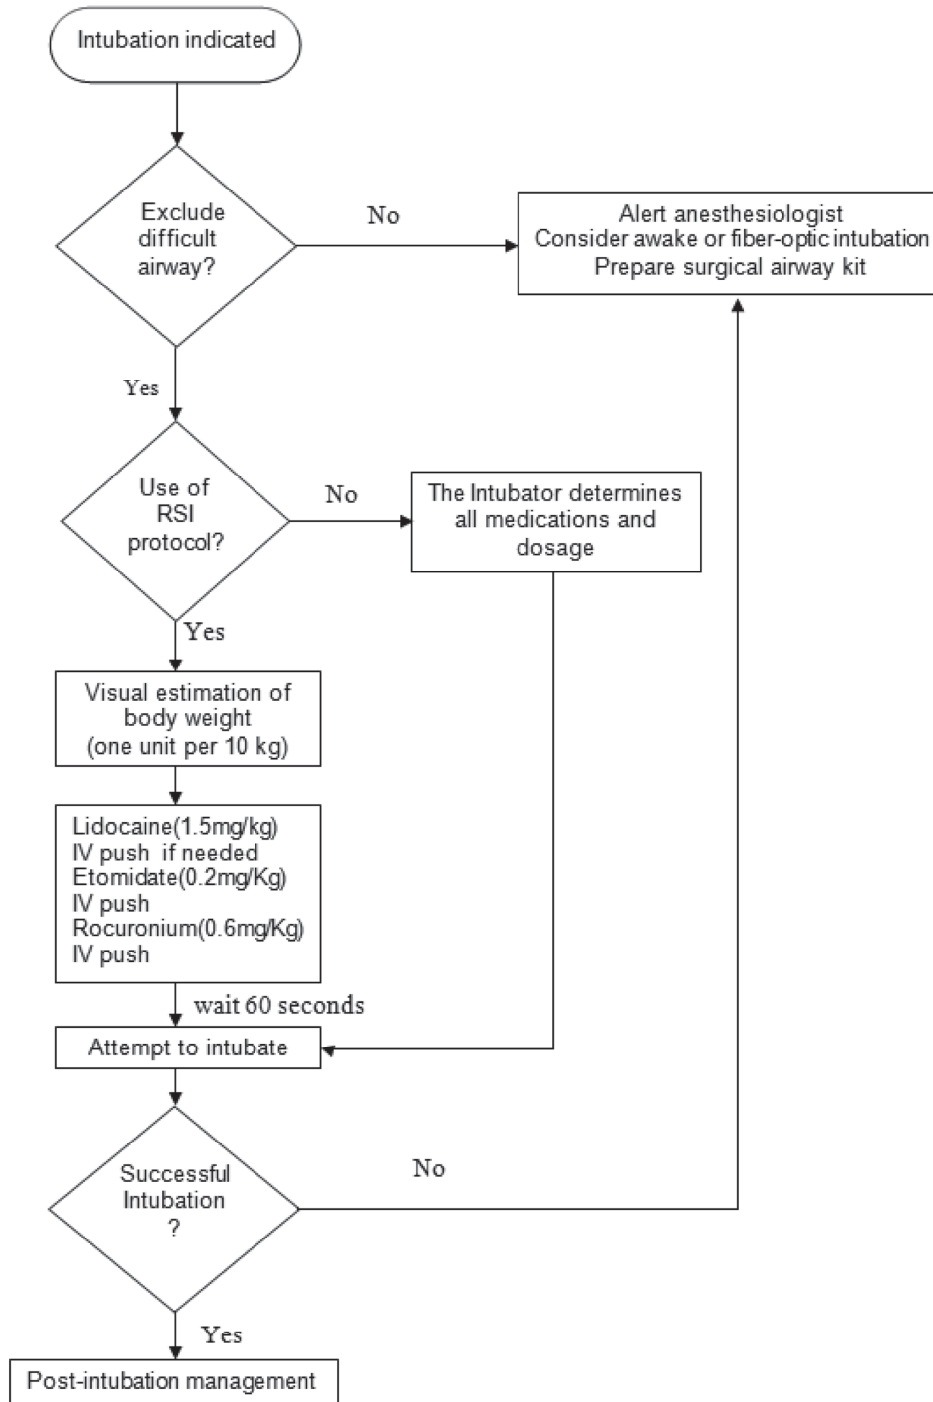 Intubation indicated
Exclude
difficult
airway?
No
Alert anesthesiologist
Consider awake or fiber-optic intubation
Prepare surgical airway kit
Yes
Use of
RSI
protocol?
No
The Intubator determines
all medications and
dosage
Yes
Visual estimation of
body weight
(one unit per 10 kg)
Lidocaine(1.5mg/kg)
IV push if needed
Etomidate(0.2mg/Kg)
IV push
Rocuronium(0.6mg/Kg)
IV push
wait 60 seconds
Attempt to intubate
Successful
Intubation
?
No
Yes
Post-intubation management